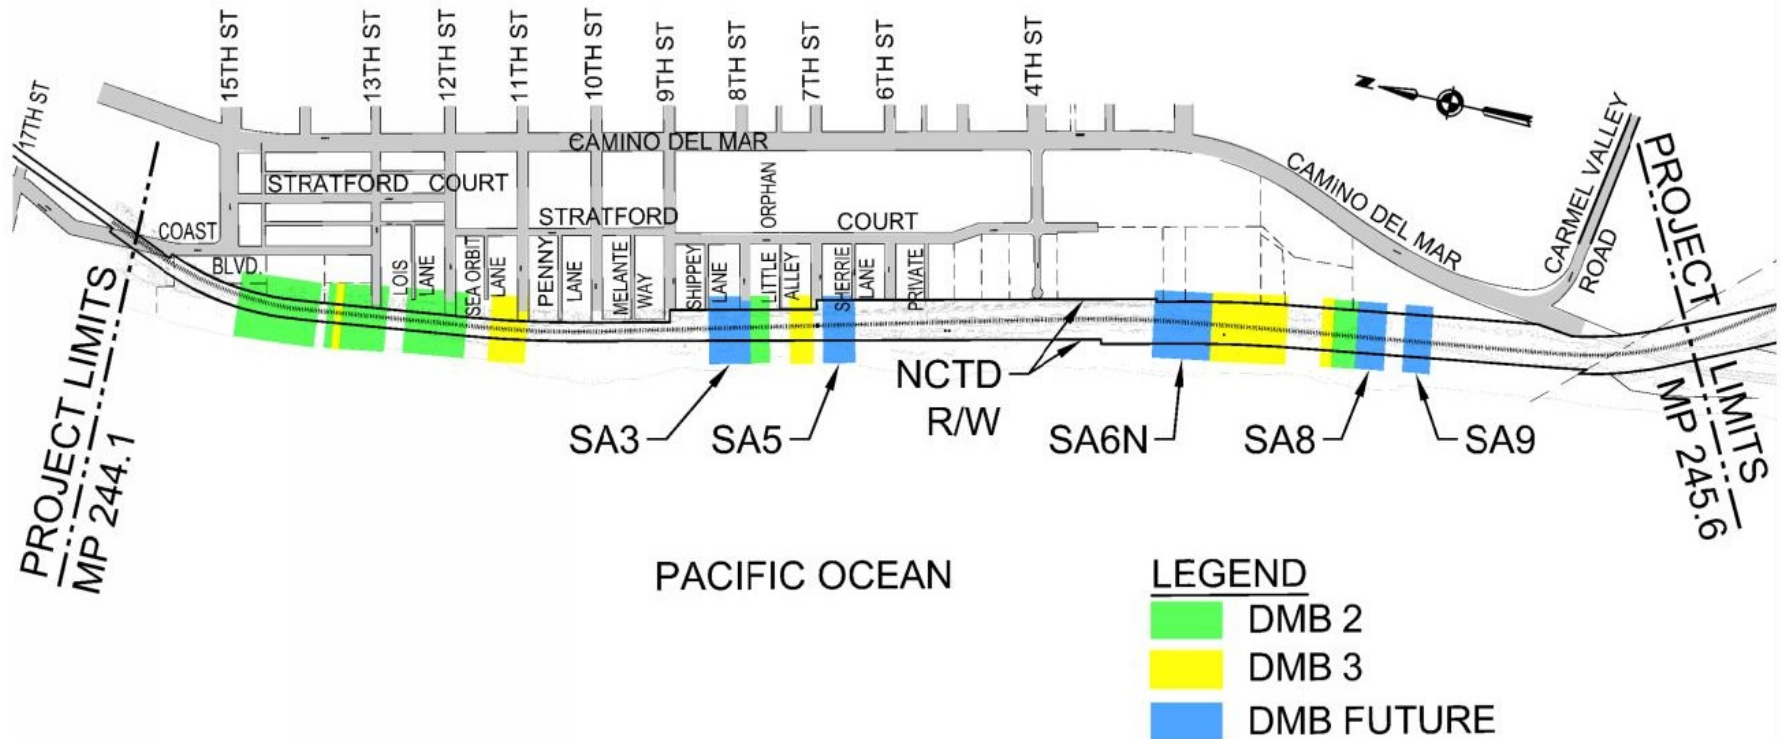 17TH ST
15TH ST
13TH ST
12TH ST
11TH ST
10TH ST
9TH ST
8TH ST
7TH ST
6TH ST
4TH ST
N
CAMINO DEL MAR
CAMINO DEL MAR
CARMEL VALLEY
ROAD
STRATFORD COURT
STRATFORD
COURT
COAST
BLVD.
LOIS
LANE
SEA ORBIT
LANE
PENNY
LANE
MELANTE
WAY
SHIPPEY
LANE
LITTLE ORPHAN
ALLEY
SHERRIE
LANE
PRIVATE
PROJECT LIMITS
MP 244.1
PROJECT LIMITS
MP 245.6
NCTD
R/W
SA3
SA5
SA6N
SA8
SA9
PACIFIC OCEAN
LEGEND
DMB 2
DMB 3
DMB FUTURE